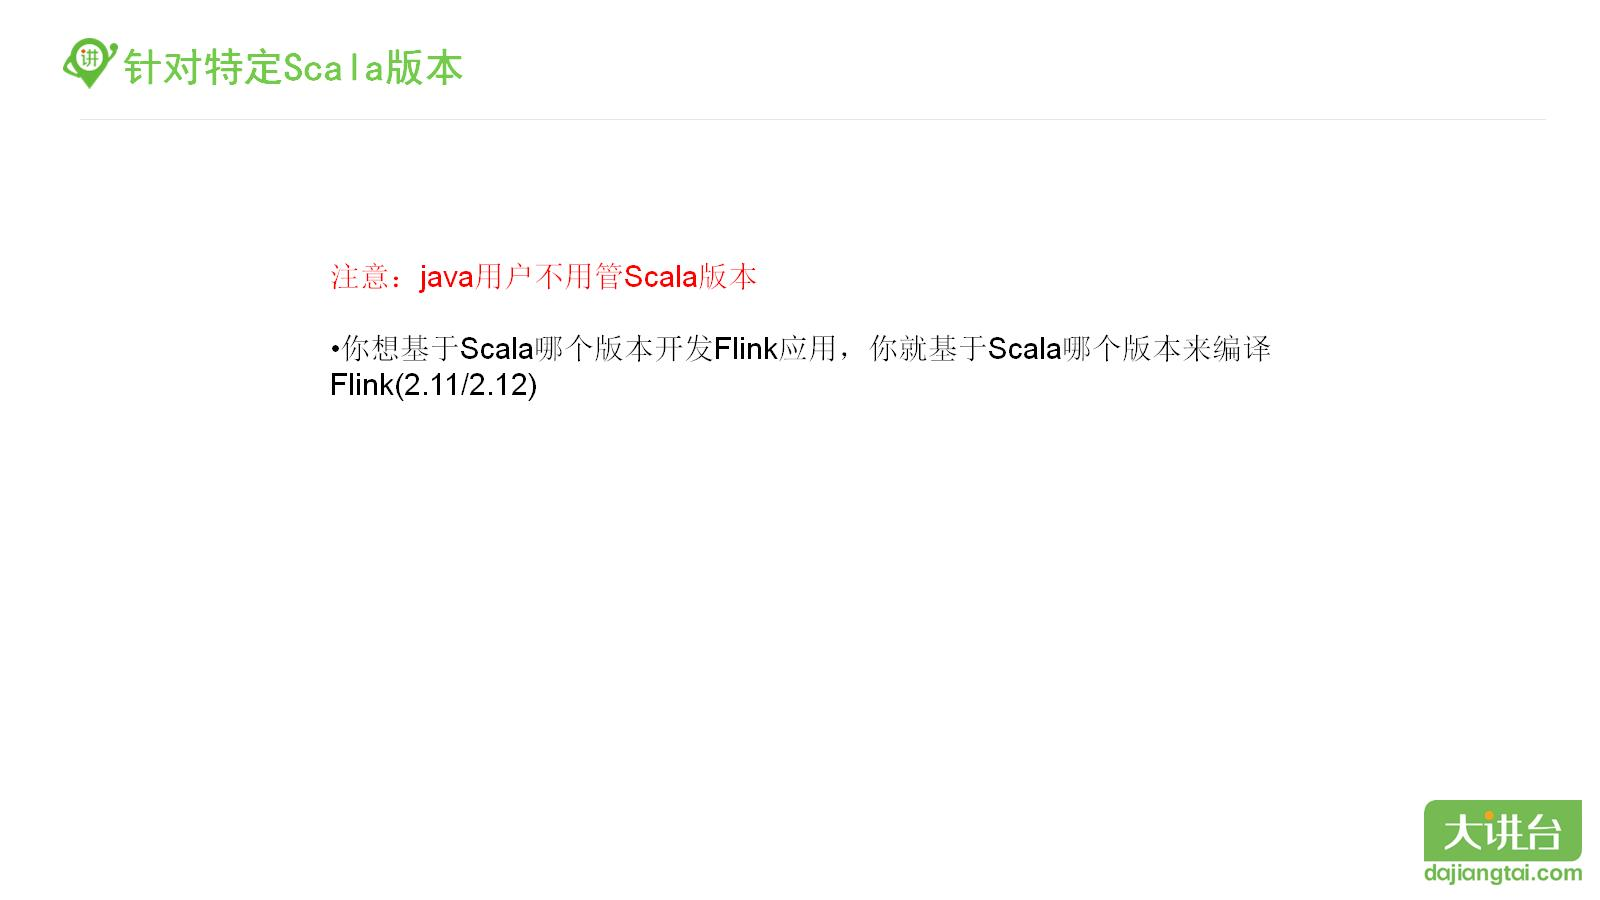 讲
针对特定Scala版本
注意：java用户不用管Scala版本
•你想基于Scala哪个版本开发Flink应用，你就基于Scala哪个版本来编译
Flink(2.11/2.12)
大讲台
dajiangtai.com